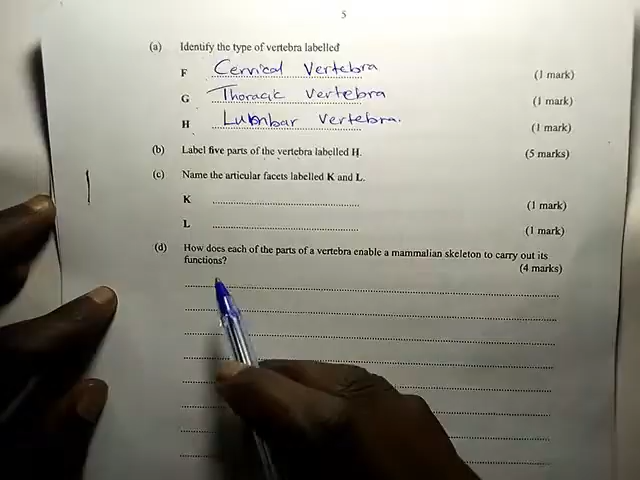 5
(a) Identify the type of vertebra labelled
F Cervical Vertebra (1 mark)
G Thoracic vertebra (1 mark)
H Lumbar vertebra. (1 mark)
(b) Label five parts of the vertebra labelled H. (5 marks)
(c) Name the articular facets labelled K and L.
K (1 mark)
L (1 mark)
(d) How does each of the parts of a vertebra enable a mammalian skeleton to carry out its
functions? (4 marks)